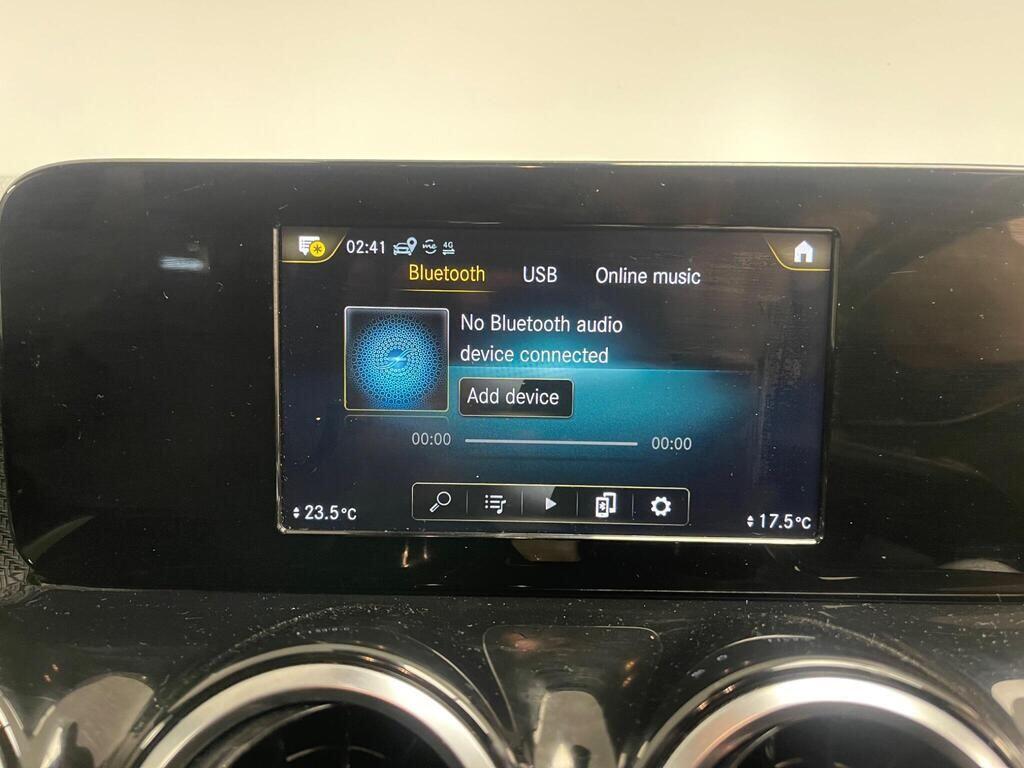 02:41 4G
Bluetooth USB Online music
No Bluetooth audio
device connected
Add device
00:00 00:00
23.5°C 17.5°C